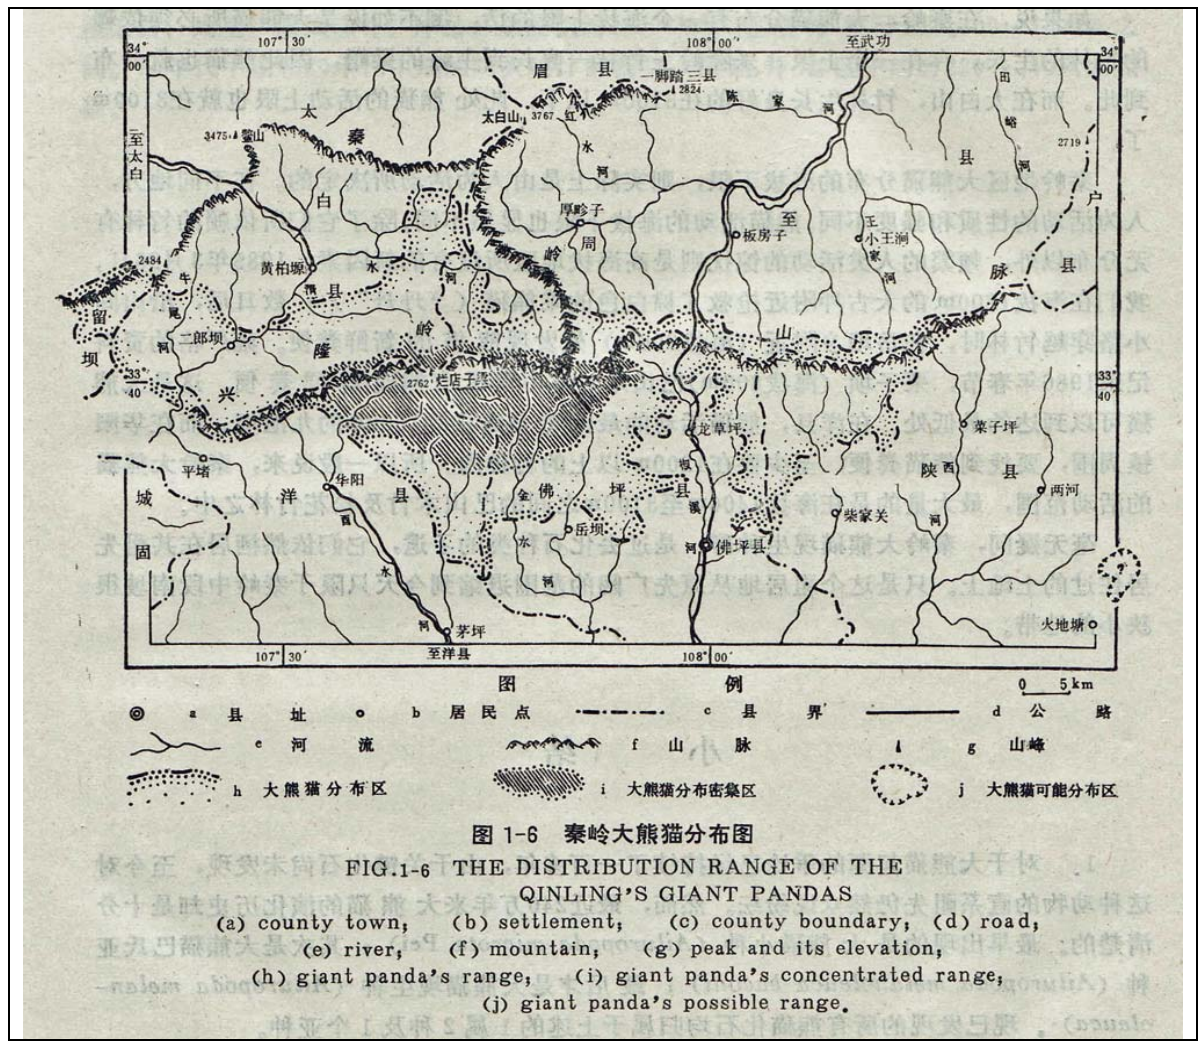 107° 30′
108° 00′
至武功
34°
00′
34°
00′
眉 县
脚踏三县
2824
陈家河
田峪河
太白山
3767
红水河
3475
鳌山
太
秦
至太白
县
2719
户
白
厚畛子
周
至
板房子
小王涧
黄柏塬
水
河
岭
脉
县
2484
牛尾河
湑
县
留
坝
二郎坝
隆
岭
山
33°
40′
33°
40′
兴
2762
烂店子
龙草坪
菜子坪
平堵
华阳
洋 县
佛坪
县
陕西
县
两河
城
固
酉水河
金水河
岳坝
椒溪河
柴家关
河
佛坪县
?
茅坪
火地塘
107° 30′
至洋县
108° 00′
图 例
0 5 km
a 县 址 b 居民点 c 县 界 d 公 路
e 河 流 f 山 脉 g 山峰
h 大熊猫分布区 i 大熊猫分布密集区 j 大熊猫可能分布区
图 1-6 秦岭大熊猫分布图
FIG.1-6 THE DISTRIBUTION RANGE OF THE
QINLING'S GIANT PANDAS
(a) county town; (b) settlement, (c) county boundary; (d) road,
(e) river; (f) mountain; (g) peak and its elevation,
(h) giant panda's range, (i) giant panda's concentrated range,
(j) giant panda's possible range.